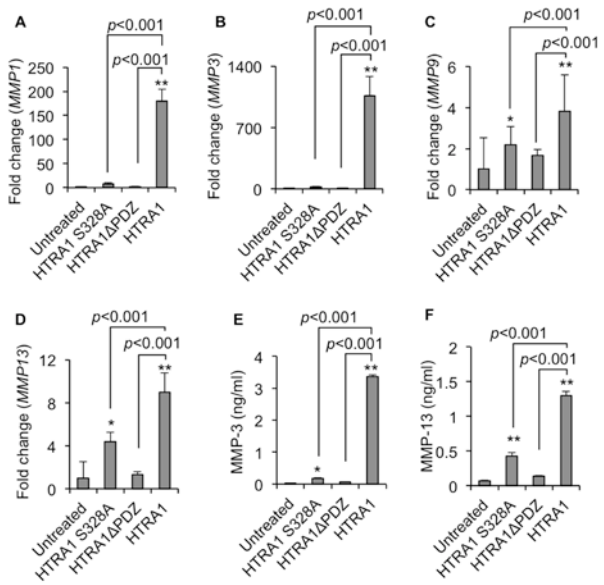 A
p<0.001
p<0.001
**
Fold change (MMP1)
250
200
150
100
50
0
Untreated
HTRA1 S328A
HTRA1ΔPDZ
HTRA1
B
p<0.001
p<0.001
**
Fold change (MMP3)
1400
700
0
Untreated
HTRA1 S328A
HTRA1ΔPDZ
HTRA1
C
p<0.001
p<0.001
**
*
Fold change (MMP9)
6
4
2
0
Untreated
HTRA1 S328A
HTRA1ΔPDZ
HTRA1
D
p<0.001
p<0.001
**
*
Fold change (MMP13)
12
8
4
0
Untreated
HTRA1 S328A
HTRA1ΔPDZ
HTRA1
E
p<0.001
p<0.001
**
*
MMP-3 (ng/ml)
4
3
2
1
0
Untreated
HTRA1 S328A
HTRA1ΔPDZ
HTRA1
F
p<0.001
p<0.001
**
**
MMP-13 (ng/ml)
2
1.5
1
0.5
0
Untreated
HTRA1 S328A
HTRA1ΔPDZ
HTRA1